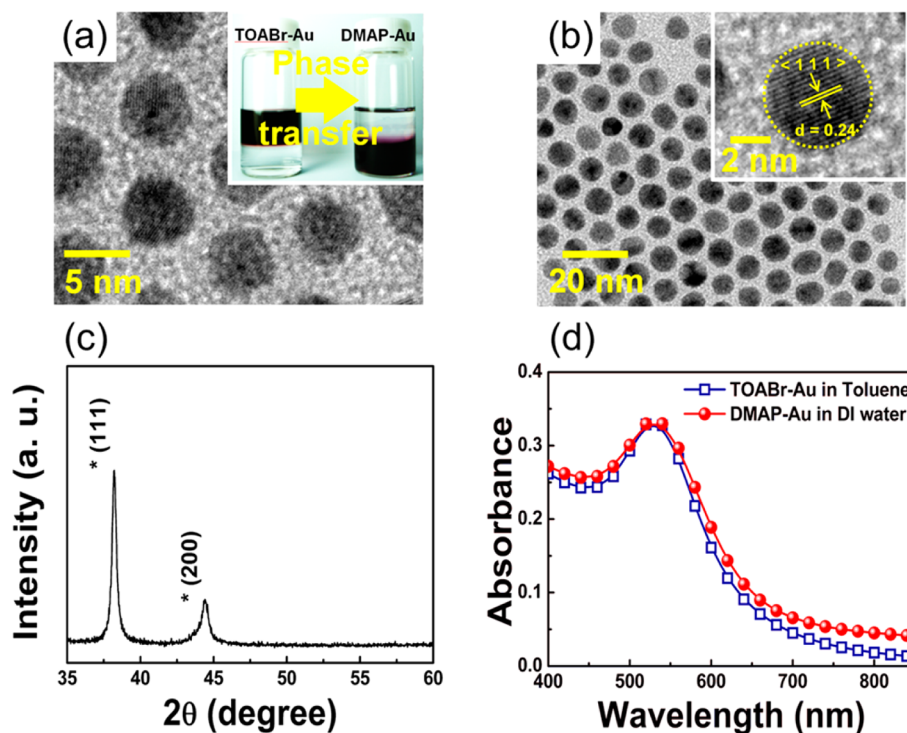 (a)
TOABr-Au DMAP-Au
Phase
transfer
5 nm
(b)
< 1 1 1 >
d = 0.24
2 nm
20 nm
(c)
Intensity (a. u.)
* (111)
* (200)
35 40 45 50 55 60
2θ (degree)
(d)
TOABr-Au in Toluene
DMAP-Au in DI water
Absorbance
0.4
0.3
0.2
0.1
0.0
400 500 600 700 800
Wavelength (nm)